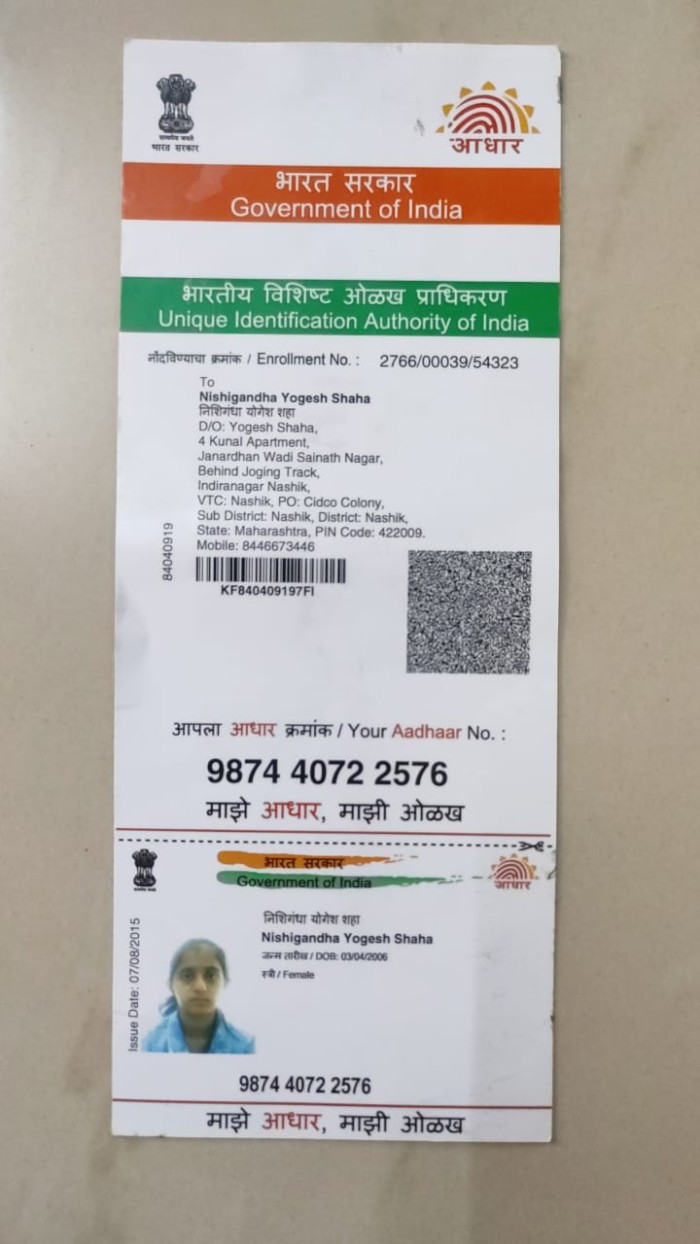 सत्यमेव जयते
भारत सरकार
आधार
भारत सरकार
Government of India
भारतीय विशिष्ट ओळख प्राधिकरण
Unique Identification Authority of India
नोंदविण्याचा क्रमांक / Enrollment No. : 2766/00039/54323
To
Nishigandha Yogesh Shaha
निशिगंधा योगेश शहा
D/O: Yogesh Shaha,
4 Kunal Apartment,
Janardhan Wadi Sainath Nagar,
Behind Joging Track,
Indiranagar Nashik,
VTC: Nashik, PO: Cidco Colony,
Sub District: Nashik, District: Nashik,
State: Maharashtra, PIN Code: 422009.
Mobile: 8446673446
84040919
KF840409197FI
आपला आधार क्रमांक / Your Aadhaar No. :
9874 4072 2576
माझे आधार, माझी ओळख
भारत सरकार
Government of India
आधार
Issue Date: 07/08/2015
निशिगंधा योगेश शहा
Nishigandha Yogesh Shaha
जन्म तारीख / DOB: 03/04/2006
स्त्री / Female
9874 4072 2576
माझे आधार, माझी ओळख